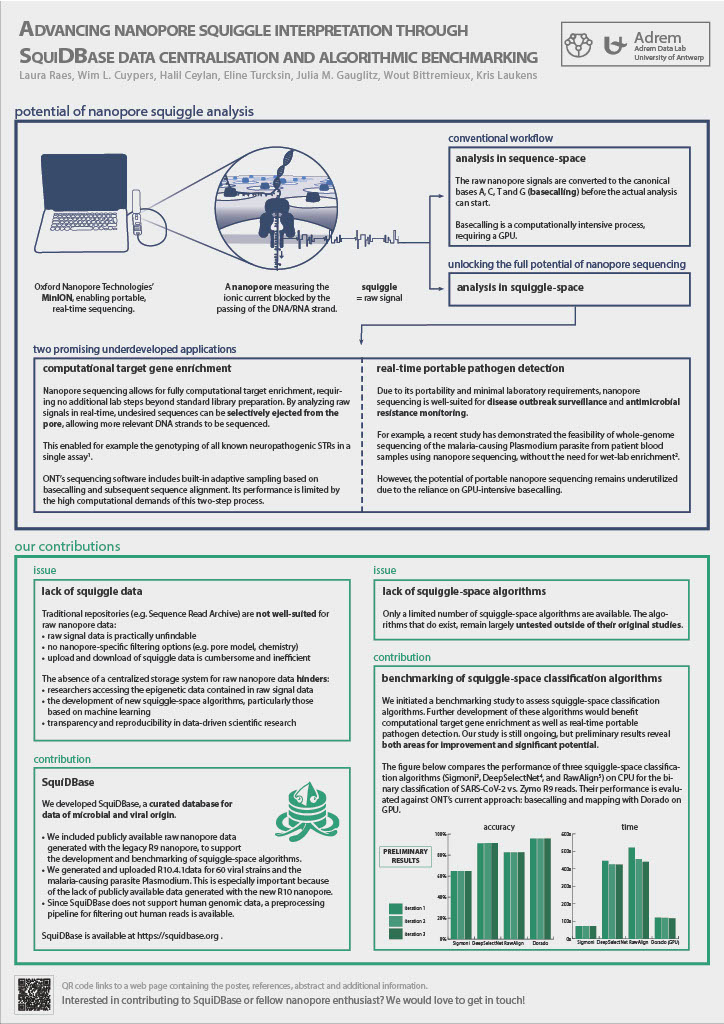 ADVANCING NANOPORE SQUIGGLE INTERPRETATION THROUGH
SQUIDBASE DATA CENTRALISATION AND ALGORITHMIC BENCHMARKING
Laura Raes, Wim L. Cuypers, Halil Ceylan, Eline Turcksin, Julia M. Gauglitz, Wout Bittremieux, Kris Laukens
Adrem
Adrem Data Lab
University of Antwerp
potential of nanopore squiggle analysis
Oxford Nanopore Technologies'
MinION, enabling portable,
real-time sequencing.
A nanopore measuring the
ionic current blocked by the
passing of the DNA/RNA strand.
squiggle
= raw signal
conventional workflow
analysis in sequence-space
The raw nanopore signals are converted to the canonical
bases A, C, T and G (basecalling) before the actual analysis
can start.
Basecalling is a computationally intensive process,
requiring a GPU.
unlocking the full potential of nanopore sequencing
analysis in squiggle-space
two promising underdeveloped applications
computational target gene enrichment
Nanopore sequencing allows for fully computational target enrichment, requir-
ing no additional lab steps beyond standard library preparation. By analyzing raw
signals in real-time, undesired sequences can be selectively ejected from the
pore, allowing more relevant DNA strands to be sequenced.
This enabled for example the genotyping of all known neuropathogenic STRs in a
single assay¹.
ONT's sequencing software includes built-in adaptive sampling based on
basecalling and subsequent sequence alignment. Its performance is limited by
the high computational demands of this two-step process.
real-time portable pathogen detection
Due to its portability and minimal laboratory requirements, nanopore
sequencing is well-suited for disease outbreak surveillance and antimicrobial
resistance monitoring.
For example, a recent study has demonstrated the feasibility of whole-genome
sequencing of the malaria-causing Plasmodium parasite from patient blood
samples using nanopore sequencing, without the need for wet-lab enrichment².
However, the potential of portable nanopore sequencing remains underutilized
due to the reliance on GPU-intensive basecalling.
our contributions
issue
lack of squiggle data
Traditional repositories (e.g. Sequence Read Archive) are not well-suited for
raw nanopore data:
• raw signal data is practically unfindable
• no nanopore-specific filtering options (e.g. pore model, chemistry)
• upload and download of squiggle data is cumbersome and inefficient
The absence of a centralized storage system for raw nanopore data hinders:
• researchers accessing the epigenetic data contained in raw signal data
• the development of new squiggle-space algorithms, particularly those
based on machine learning
• transparency and reproducibility in data-driven scientific research
contribution
SquiDBase
We developed SquiDBase, a curated database for
data of microbial and viral origin.
• We included publicly available raw nanopore data
generated with the legacy R9 nanopore, to support
the development and benchmarking of squiggle-space algorithms.
• We generated and uploaded R10.4.1data for 60 viral strains and the
malaria-causing parasite Plasmodium. This is especially important because
of the lack of publicly available data generated with the new R10 nanopore.
• Since SquiDBase does not support human genomic data, a preprocessing
pipeline for filtering out human reads is available.
SquiDBase is available at https://squidbase.org .
issue
lack of squiggle-space algorithms
Only a limited number of squiggle-space algorithms are available. The algo-
rithms that do exist, remain largely untested outside of their original studies.
contribution
benchmarking of squiggle-space classification algorithms
We initiated a benchmarking study to assess squiggle-space classification
algorithms. Further development of these algorithms would benefit
computational target gene enrichment as well as real-time portable
pathogen detection. Our study is still ongoing, but preliminary results reveal
both areas for improvement and significant potential.
The figure below compares the performance of three squiggle-space classifica-
tion algorithms (Sigmoni³, DeepSelectNet⁴, and RawAlign⁵) on CPU for the bi-
nary classification of SARS-CoV-2 vs. Zymo R9 reads. Their performance is evalu-
ated against ONT's current approach: basecalling and mapping with Dorado on
GPU.
PRELIMINARY
RESULTS
iteration 1
iteration 2
iteration 3
accuracy
100%
80%
60%
40%
20%
0%
Sigmoni DeepSelectNet RawAlign Dorado
time
600s
500s
400s
300s
200s
100s
0s
Sigmoni DeepSelectNet RawAlign Dorado (GPU)
QR code links to a web page containing the poster, references, abstract and additional information.
Interested in contributing to SquiDBase or fellow nanopore enthusiast? We would love to get in touch!